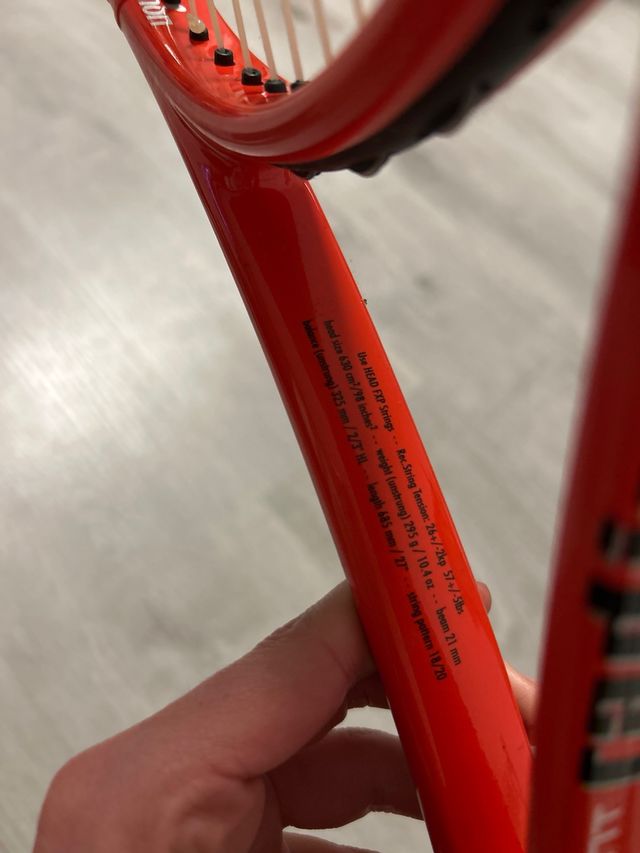 Use HEAD FXP Strings -- Rec.String Tension: 26+/-2kp 57+/-5lbs
head size 630 cm²/98 inches² -- weight (unstrung) 295 g / 10.4 oz -- beam 21 mm
balance (unstrung) 325 mm / 2/3" HL -- length 685 mm / 27" -- string pattern 18/20